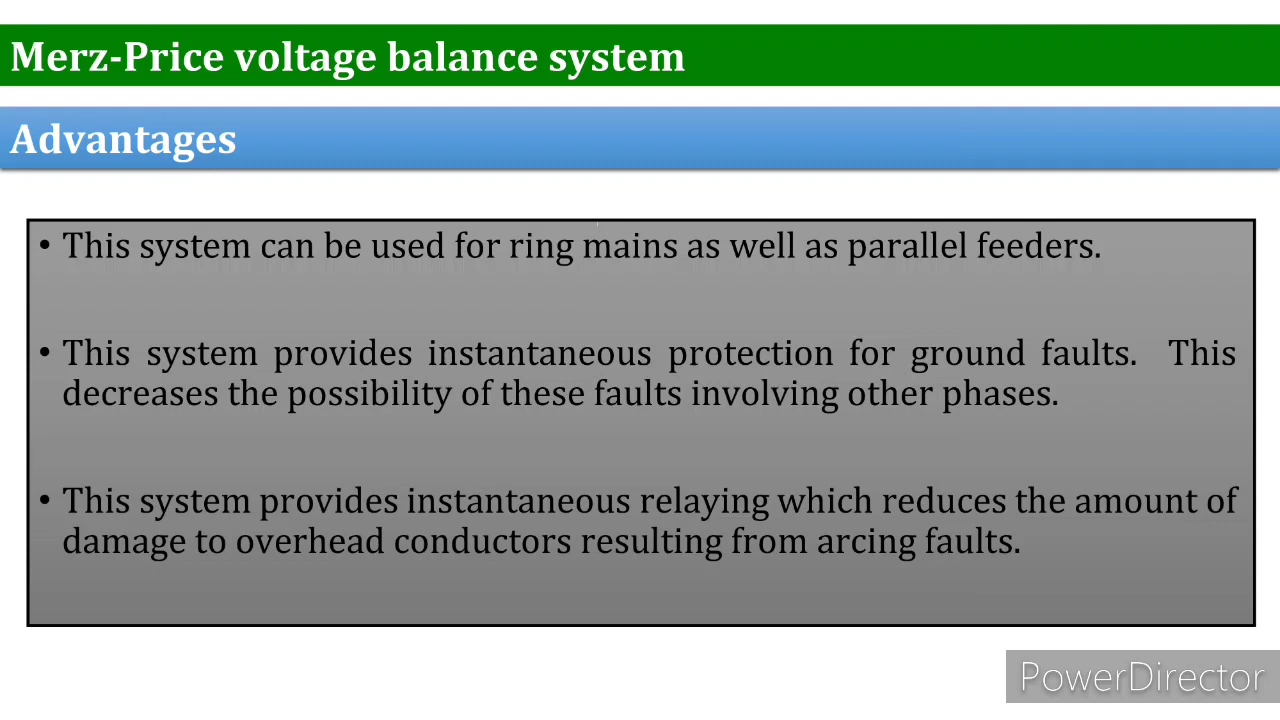 Merz-Price voltage balance system
Advantages
• This system can be used for ring mains as well as parallel feeders.
• This system provides instantaneous protection for ground faults. This
decreases the possibility of these faults involving other phases.
• This system provides instantaneous relaying which reduces the amount of
damage to overhead conductors resulting from arcing faults.
PowerDirector